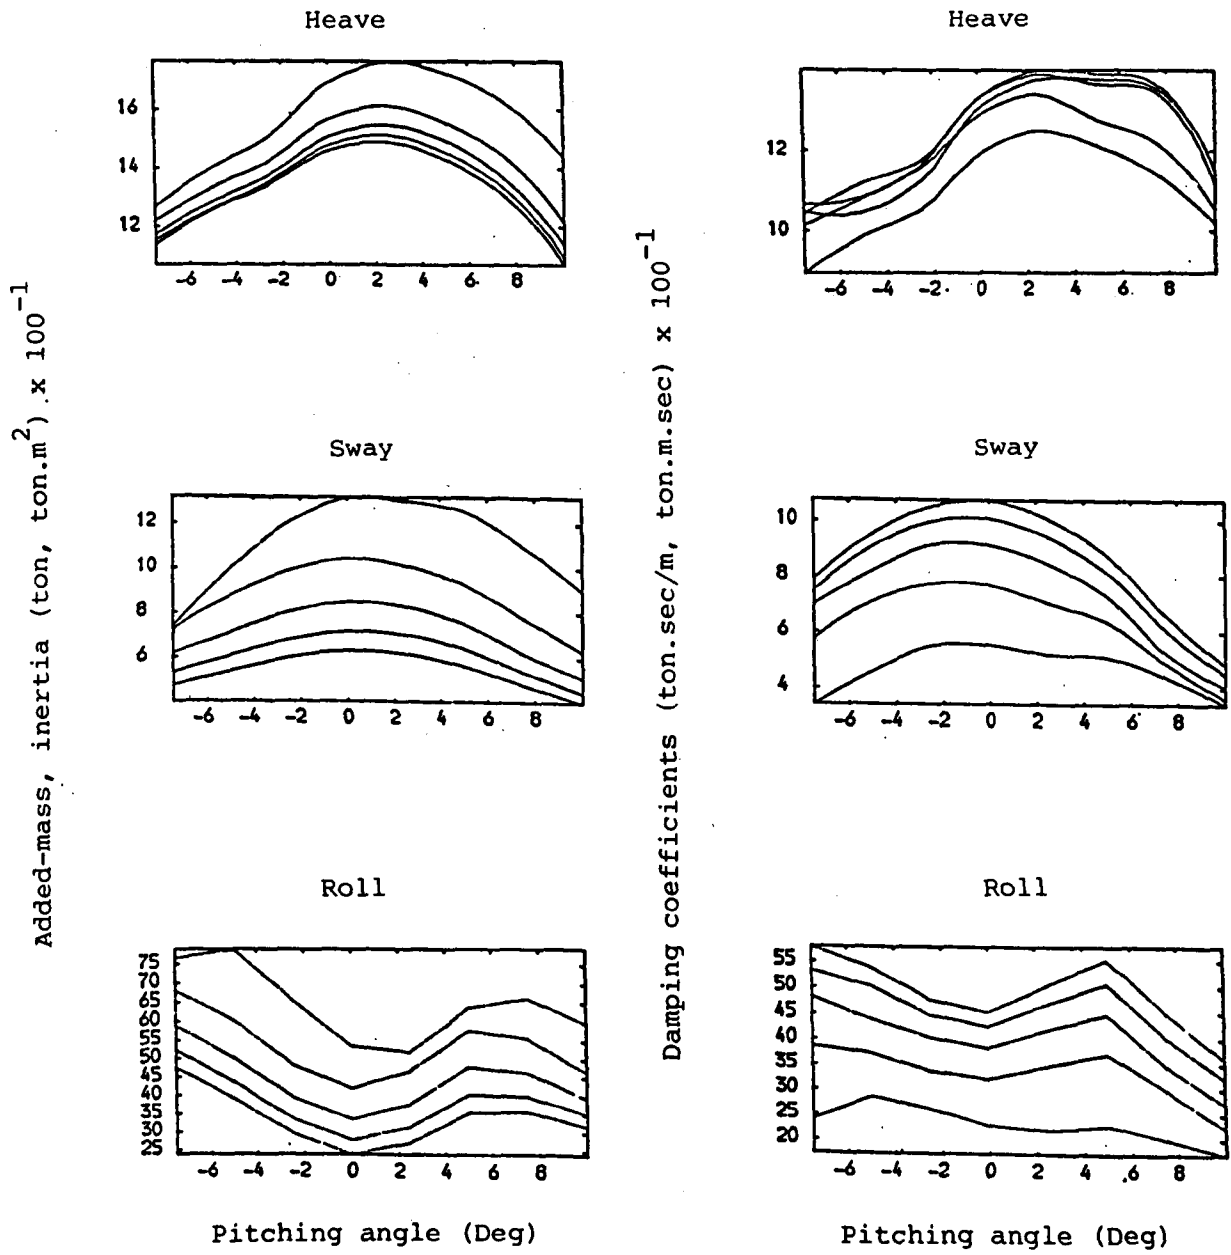 Heave
16
14
12
-6 -4 -2 0 2 4 6 8
Sway
12
10
8
6
-6 -4 -2 0 2 4 6 8
Roll
75
70
65
60
55
50
45
40
35
30
25
-6 -4 -2 0 2 4 6 8
Pitching angle (Deg)
Added-mass, inertia (ton, ton.m²) x 100⁻¹
Heave
12
10
-6 -4 -2 0 2 4 6 8
Sway
10
8
6
4
-6 -4 -2 0 2 4 6 8
Roll
55
50
45
40
35
30
25
20
-6 -4 -2 0 2 4 6 8
Pitching angle (Deg)
Damping coefficients (ton.sec/m, ton.m.sec) x 100⁻¹